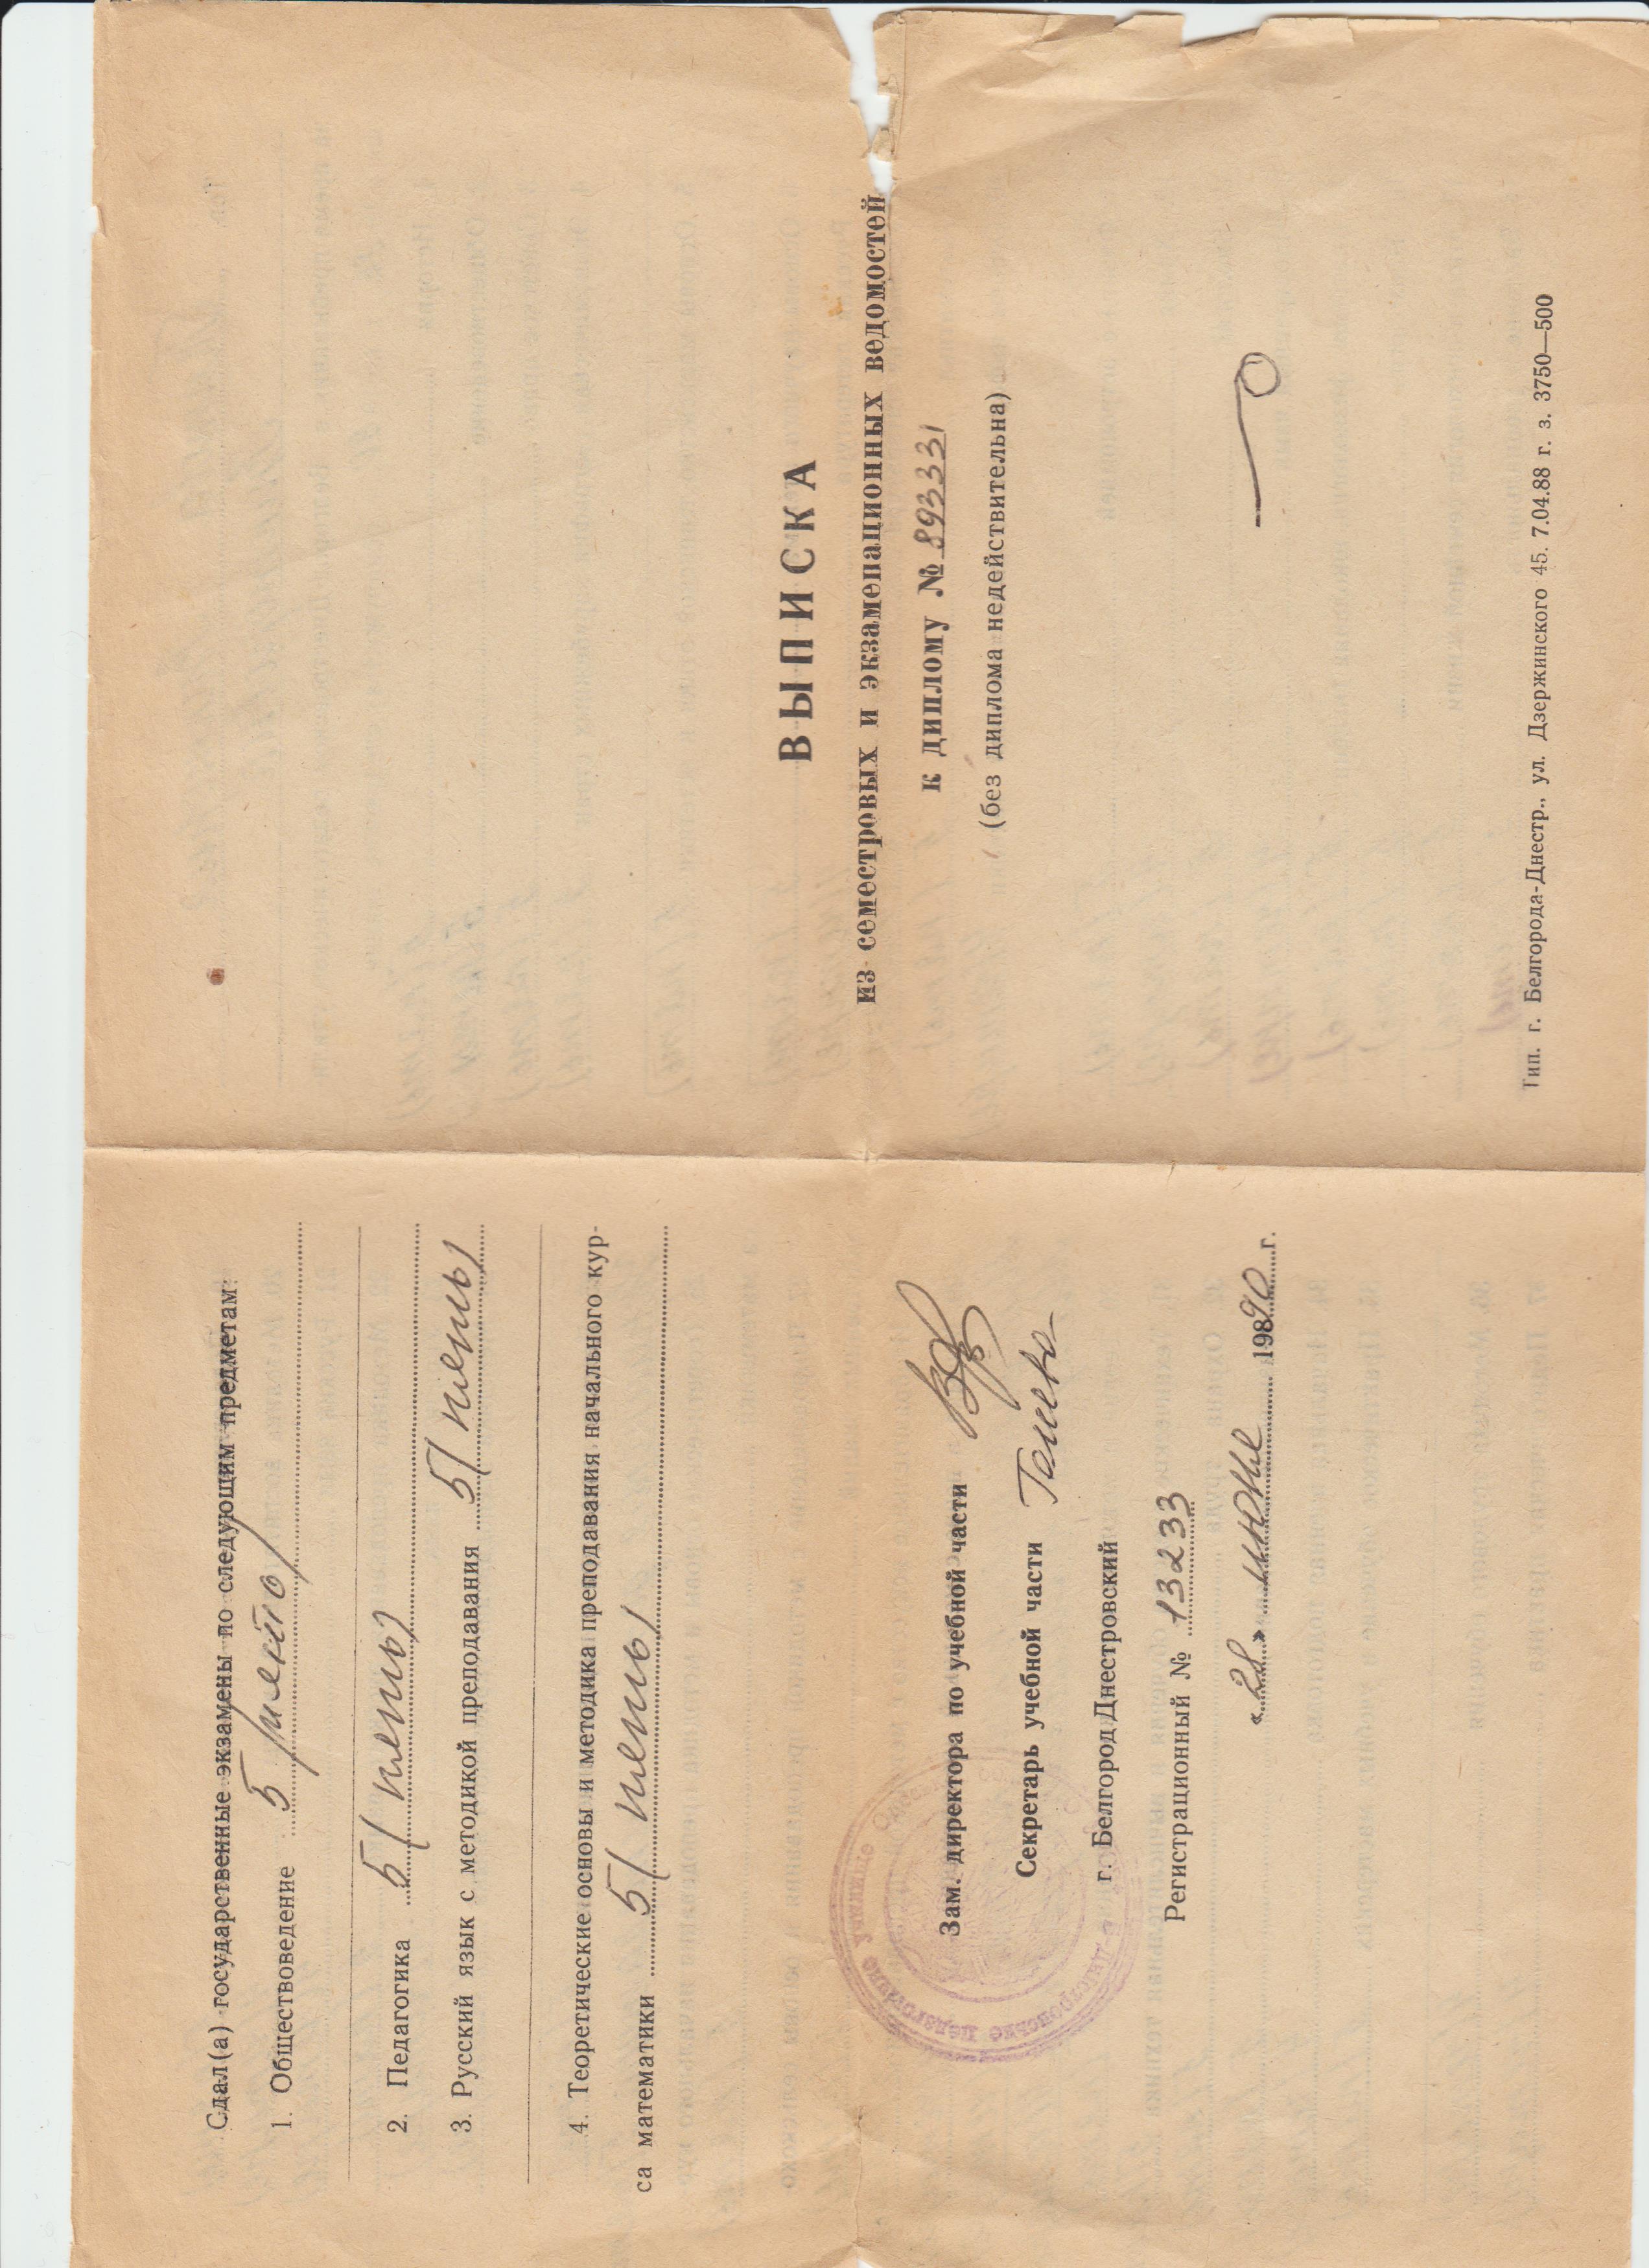 Сдал(а) государственные экзамены по следующим предметам:
1. Обществоведение 5 (пять)
2. Педагогика 5 (пять)
3. Русский язык с методикой преподавания 5 (пять)
4. Теоретические основы и методика преподавания начального кур-
са математики 5 (пять)
Зам. директора по учебной части
Секретарь учебной части
г. Белгород Днестровский
Регистрационный № 13233
«28» июня 1990 г.
ВЫПИСКА
из семестровых и экзаменационных ведомостей
к диплому № 893331
(без диплома недействительна)
Тип. г. Белгорода-Днестр., ул. Дзержинского 45. 7.04.88 г. з. 3750—500